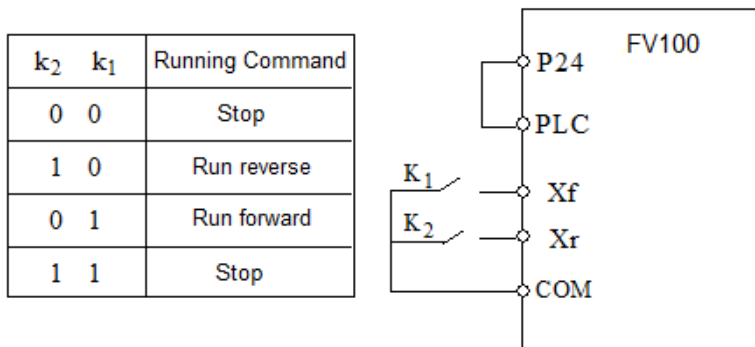 k₂ k₁ Running Command
0 0 Stop
1 0 Run reverse
0 1 Run forward
1 1 Stop
FV100
P24
PLC
K₁ Xf
K₂ Xr
COM